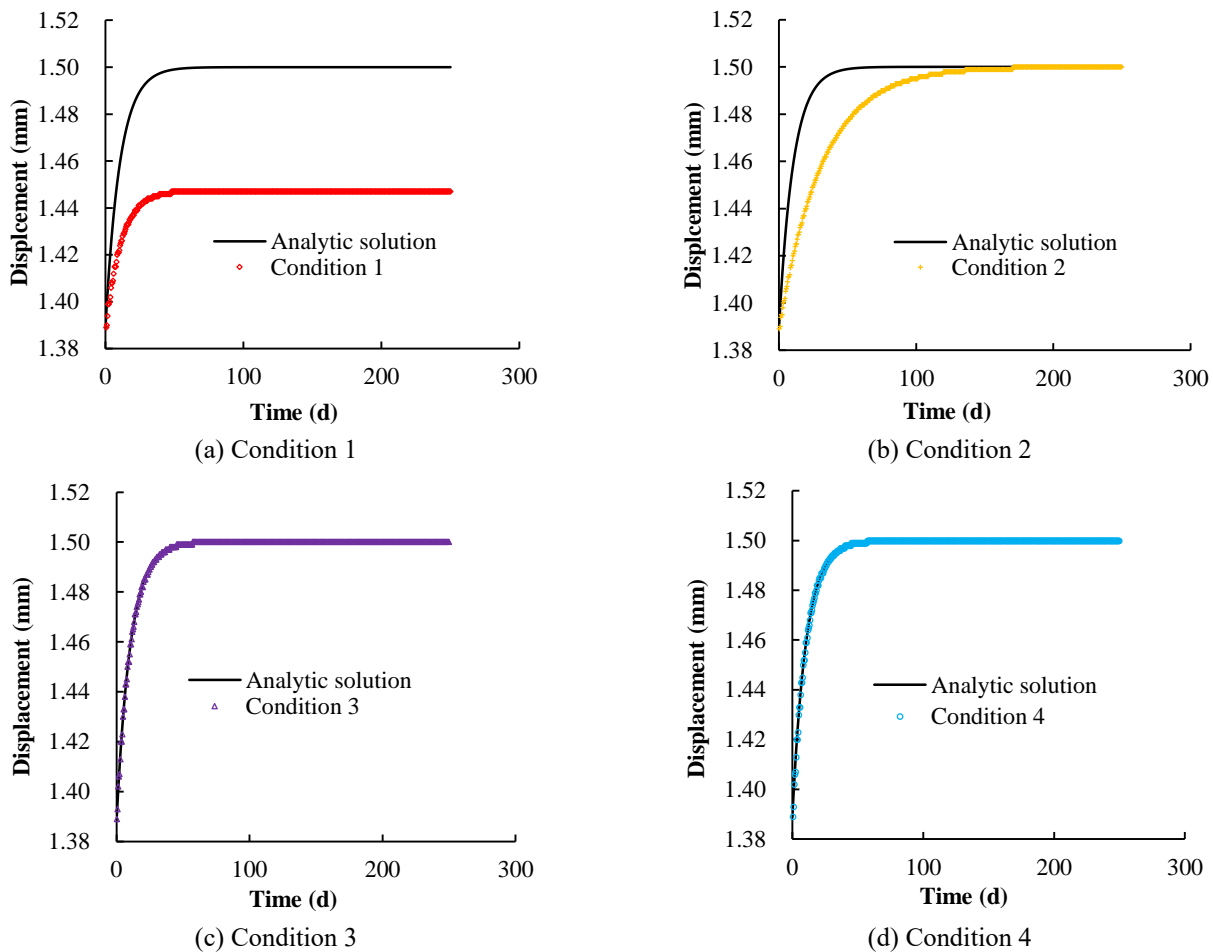 1.52
1.50
1.48
1.46
1.44
1.42
1.40
1.38
Displcement (mm)
Analytic solution
Condition 1
0
100
200
300
Time (d)
(a) Condition 1
1.52
1.50
1.48
1.46
1.44
1.42
1.40
1.38
Displacement (mm)
Analytic solution
Condition 2
0
100
200
300
Time (d)
(b) Condition 2
1.52
1.50
1.48
1.46
1.44
1.42
1.40
1.38
Displacement (mm)
Analytic solution
Condition 3
0
100
200
300
Time (d)
(c) Condition 3
1.52
1.50
1.48
1.46
1.44
1.42
1.40
1.38
Displacement (mm)
Analytic solution
Condition 4
0
100
200
300
Time (d)
(d) Condition 4